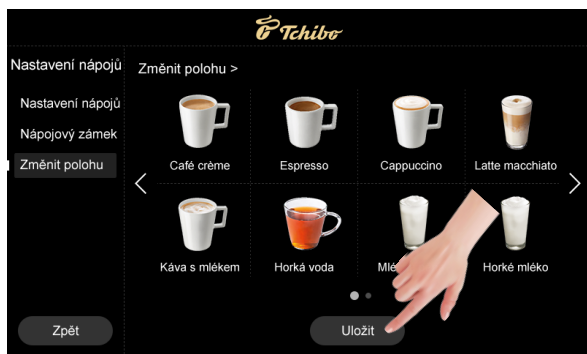 Tchibo
Nastavení nápojů
Změnit polohu >
Nastavení nápojů
Nápojový zámek
Změnit polohu
Café crème
Espresso
Cappuccino
Latte macchiato
Káva s mlékem
Horká voda
Horké mléko
Zpět
Uložit